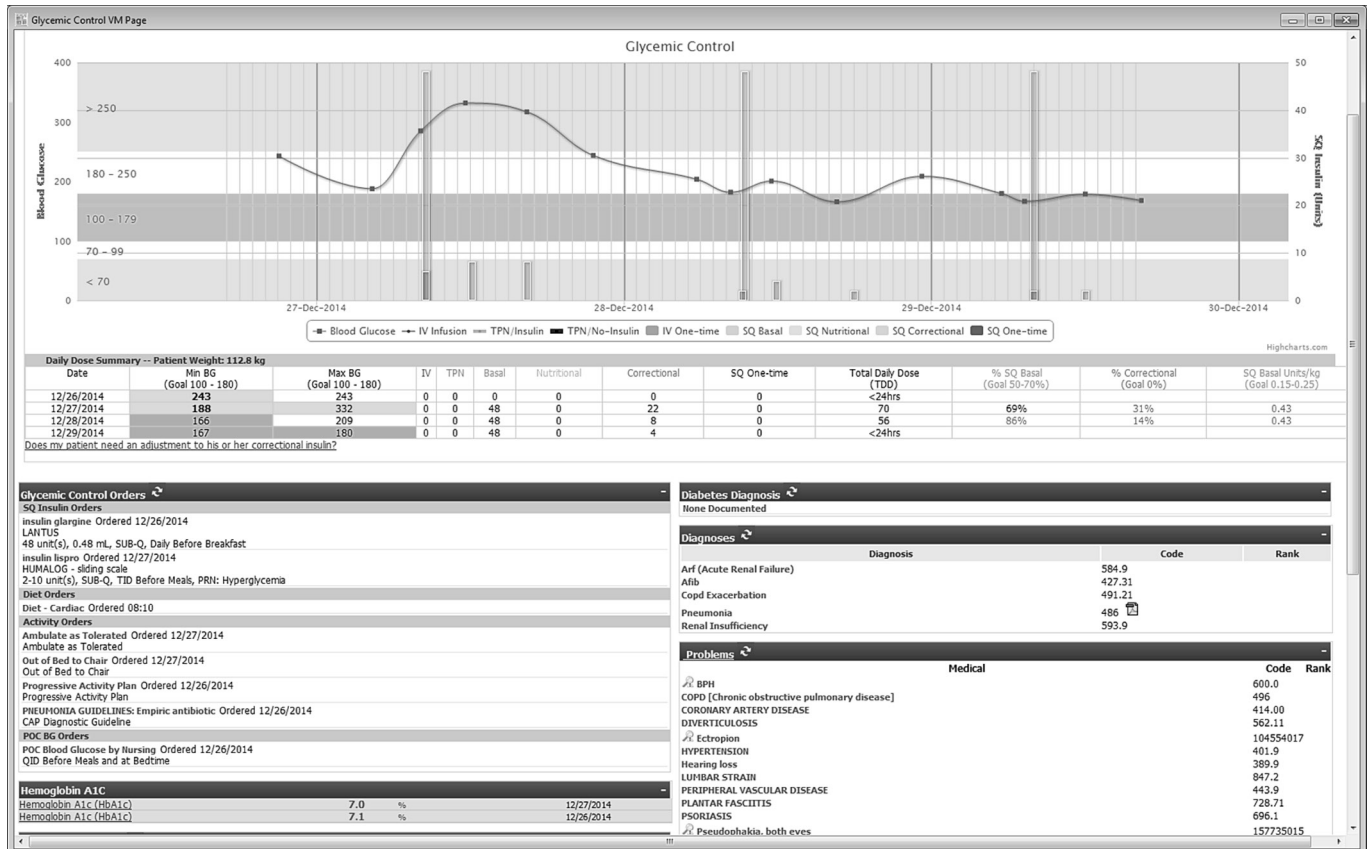 Glycemic Control VM Page
Glycemic Control
400
300
200
100
0
Blood Glucose
> 250
180 - 250
100 - 179
70 - 99
< 70
50
40
30
20
10
0
SQ Insulin (Units)
27-Dec-2014 28-Dec-2014 29-Dec-2014 30-Dec-2014
Blood Glucose IV Infusion TPN/Insulin TPN/No-Insulin IV One-time SQ Basal SQ Nutritional SQ Correctional SQ One-time
Highcharts.com
Daily Dose Summary -- Patient Weight: 112.8 kg
Date Min BG (Goal 100 - 180) Max BG (Goal 100 - 180) IV TPN Basal Nutritional Correctional SQ One-time Total Daily Dose (TDD) % SQ Basal (Goal 50-70%) % Correctional (Goal 0%) SQ Basal Units/kg (Goal 0.15-0.25)
12/26/2014 243 243 0 0 0 0 0 0 <24hrs
12/27/2014 188 332 0 0 48 0 22 0 70 69% 31% 0.43
12/28/2014 166 209 0 0 48 0 8 0 56 86% 14% 0.43
12/29/2014 167 180 0 0 48 0 4 0 <24hrs
Does my patient need an adjustment to his or her correctional insulin?
Glycemic Control Orders
SQ Insulin Orders
insulin glargine Ordered 12/26/2014
LANTUS
48 unit(s), 0.48 mL, SUB-Q, Daily Before Breakfast
insulin lispro Ordered 12/27/2014
HUMALOG - sliding scale
2-10 unit(s), SUB-Q, TID Before Meals, PRN: Hyperglycemia
Diet Orders
Diet - Cardiac Ordered 08:10
Activity Orders
Ambulate as Tolerated Ordered 12/27/2014
Ambulate as Tolerated
Out of Bed to Chair Ordered 12/27/2014
Out of Bed to Chair
Progressive Activity Plan Ordered 12/26/2014
Progressive Activity Plan
PNEUMONIA GUIDELINES: Empiric antibiotic Ordered 12/26/2014
CAP Diagnostic Guideline
POC BG Orders
POC Blood Glucose by Nursing Ordered 12/26/2014
QID Before Meals and at Bedtime
Hemoglobin A1C
Hemoglobin A1c (HbA1c) 7.0 % 12/27/2014
Hemoglobin A1c (HbA1c) 7.1 % 12/26/2014
Diabetes Diagnosis
None Documented
Diagnoses
Diagnosis Code Rank
Arf (Acute Renal Failure) 584.9
Afib 427.31
Copd Exacerbation 491.21
Pneumonia 486
Renal Insufficiency 593.9
Problems
Medical Code Rank
BPH 600.0
COPD [Chronic obstructive pulmonary disease] 496
CORONARY ARTERY DISEASE 414.00
DIVERTICULOSIS 562.11
Ectropion 104554017
HYPERTENSION 401.9
Hearing loss 389.9
LUMBAR STRAIN 847.2
PERIPHERAL VASCULAR DISEASE 443.9
PLANTAR FASCIITIS 728.71
PSORIASIS 696.1
Pseudophakia, both eyes 157735015